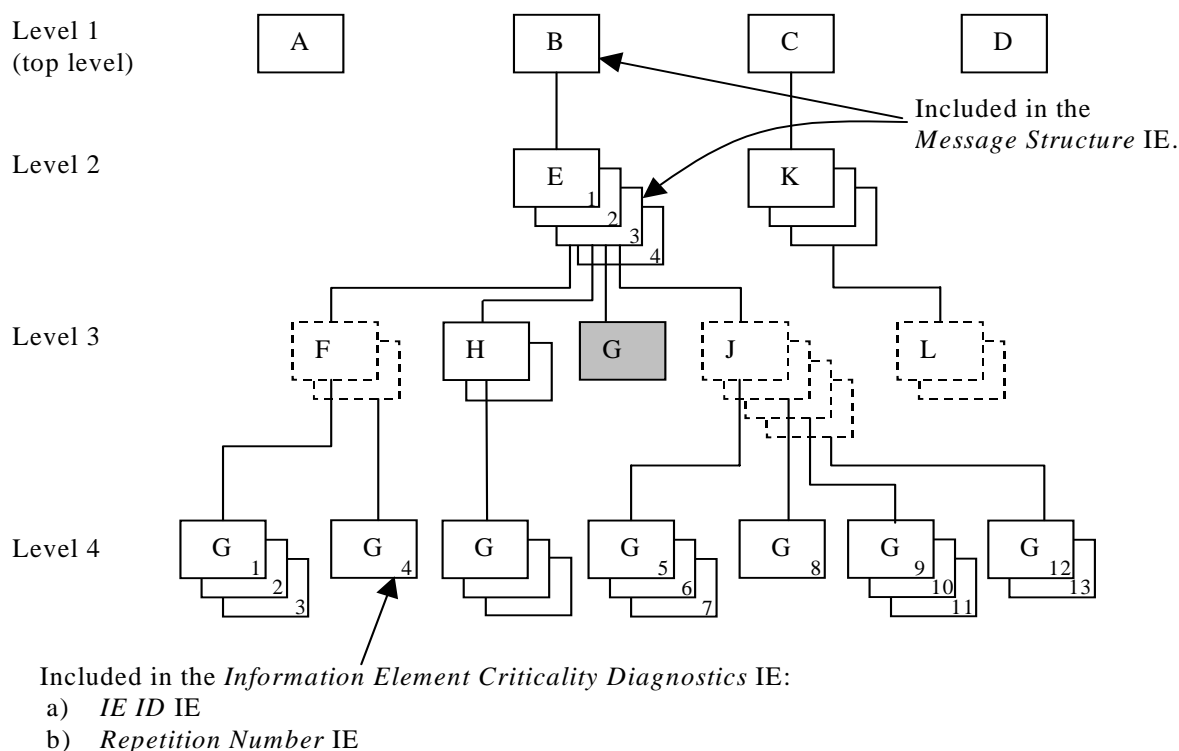 Level 1
(top level)
A
B
C
D
Included in the
Message Structure IE.
Level 2
E
1
2
3
4
K
Level 3
F
H
G
J
L
Level 4
G
1
2
3
G
4
G
G
5
6
7
G
8
G
9
10
11
G
12
13
Included in the Information Element Criticality Diagnostics IE:
a) IE ID IE
b) Repetition Number IE